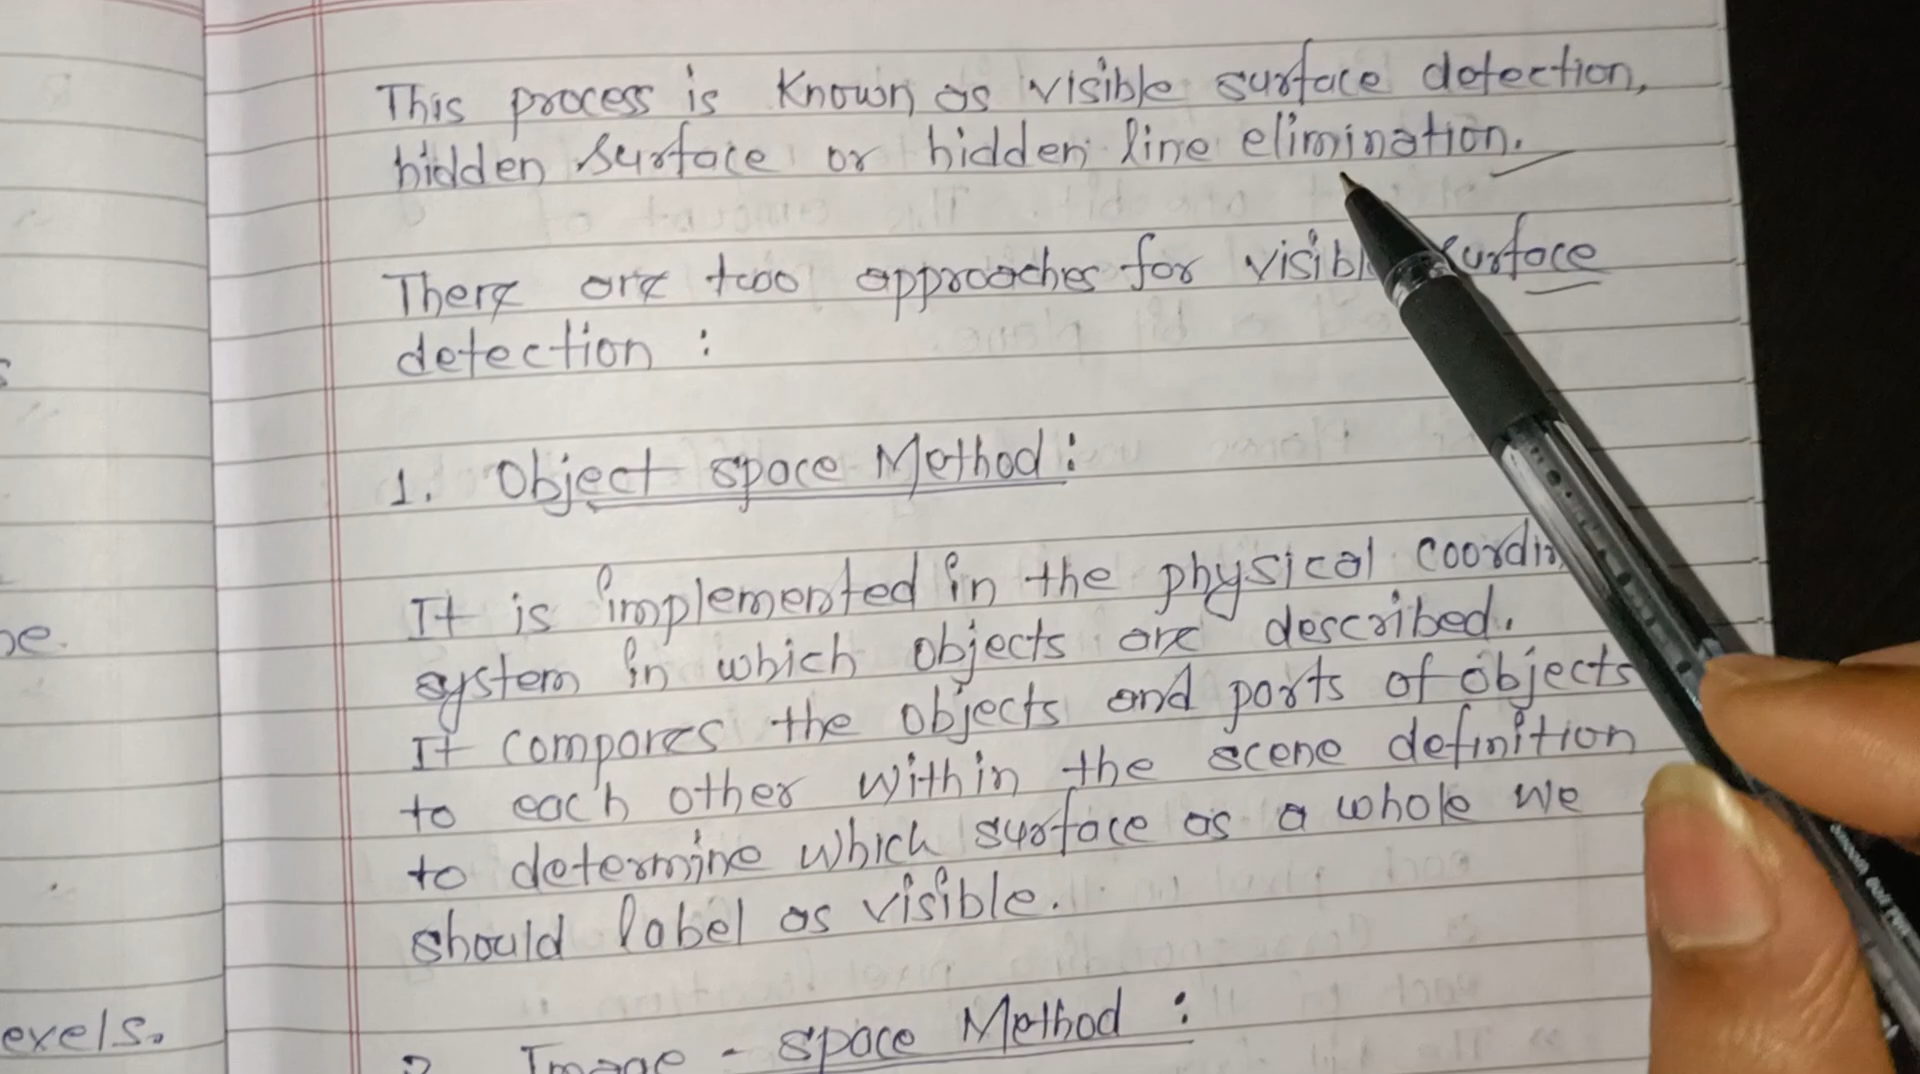 This process is known as visible surface detection,
hidden surface or hidden line elimination.
There are two approaches for visible surface
detection :
1. Object space Method :
It is implemented in the physical coordin
system in which objects are described.
It compares the objects and parts of objects
to each other within the scene definition
to determine which surface as a whole we
should label as visible.
Image - space Method :
exels.